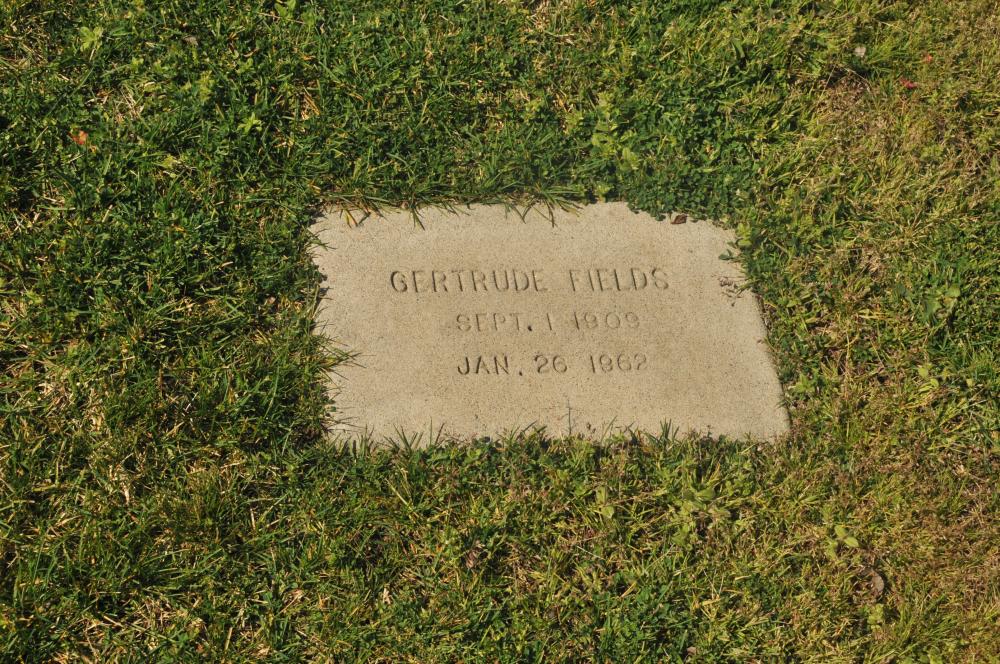 GERTRUDE FIELDS
SEPT. 1 1909
JAN. 26 1962